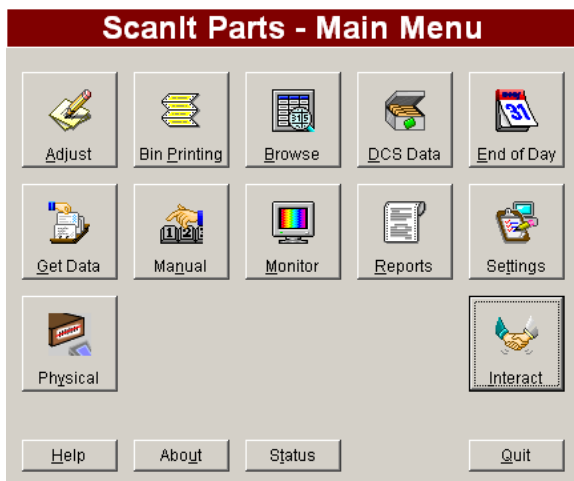 ScanIt Parts - Main Menu
Adjust
Bin Printing
Browse
DCS Data
End of Day
Get Data
Manual
Monitor
Reports
Settings
Physical
Interact
Help
About
Status
Quit